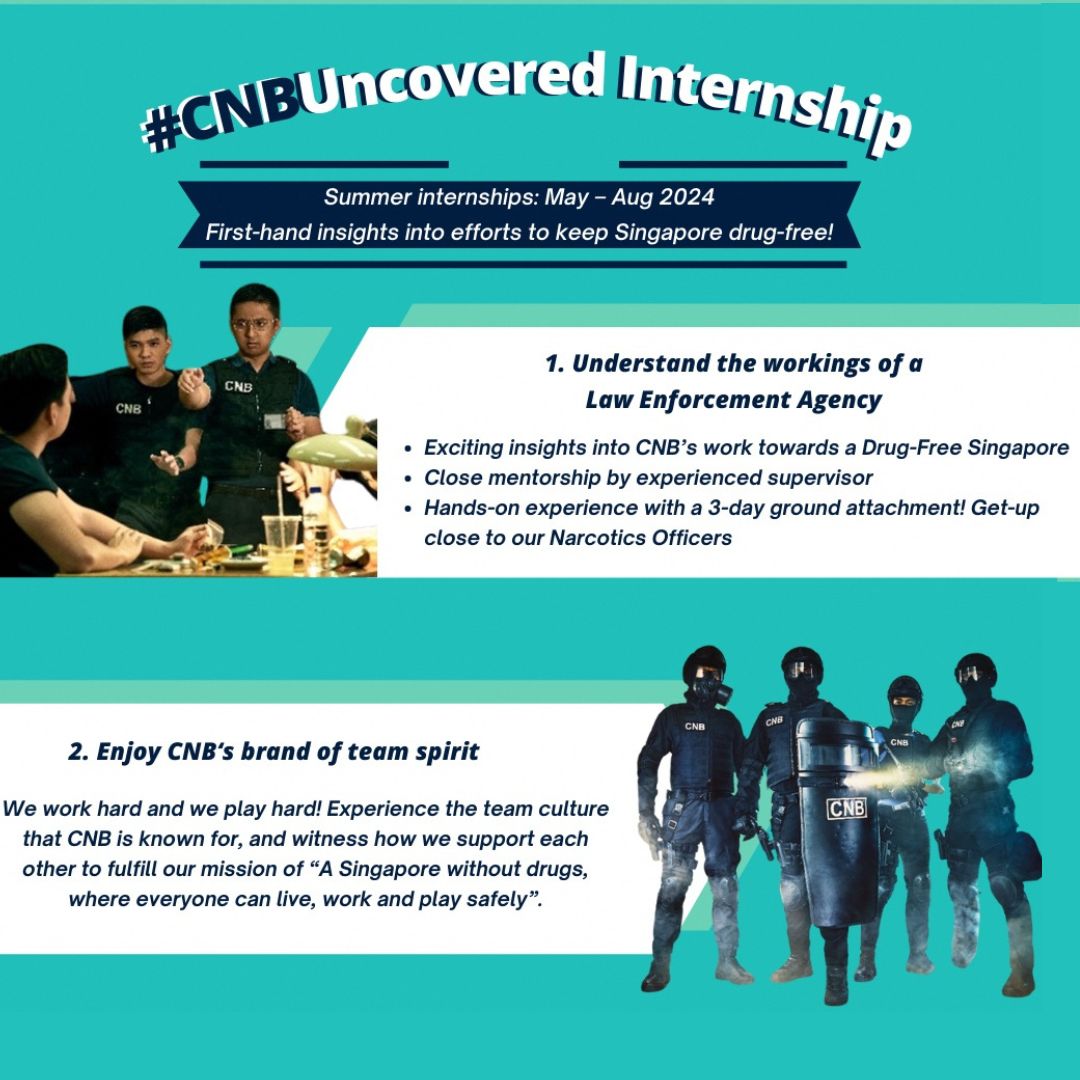 #CNBUncovered Internship
Summer internships: May – Aug 2024
First-hand insights into efforts to keep Singapore drug-free!
1. Understand the workings of a
Law Enforcement Agency
CNB
CNB
• Exciting insights into CNB’s work towards a Drug-Free Singapore
• Close mentorship by experienced supervisor
• Hands-on experience with a 3-day ground attachment! Get-up
close to our Narcotics Officers
2. Enjoy CNB‘s brand of team spirit
We work hard and we play hard! Experience the team culture
that CNB is known for, and witness how we support each
other to fulfill our mission of “A Singapore without drugs,
where everyone can live, work and play safely”.
CNB
CNB
CNB
CNB
CNB